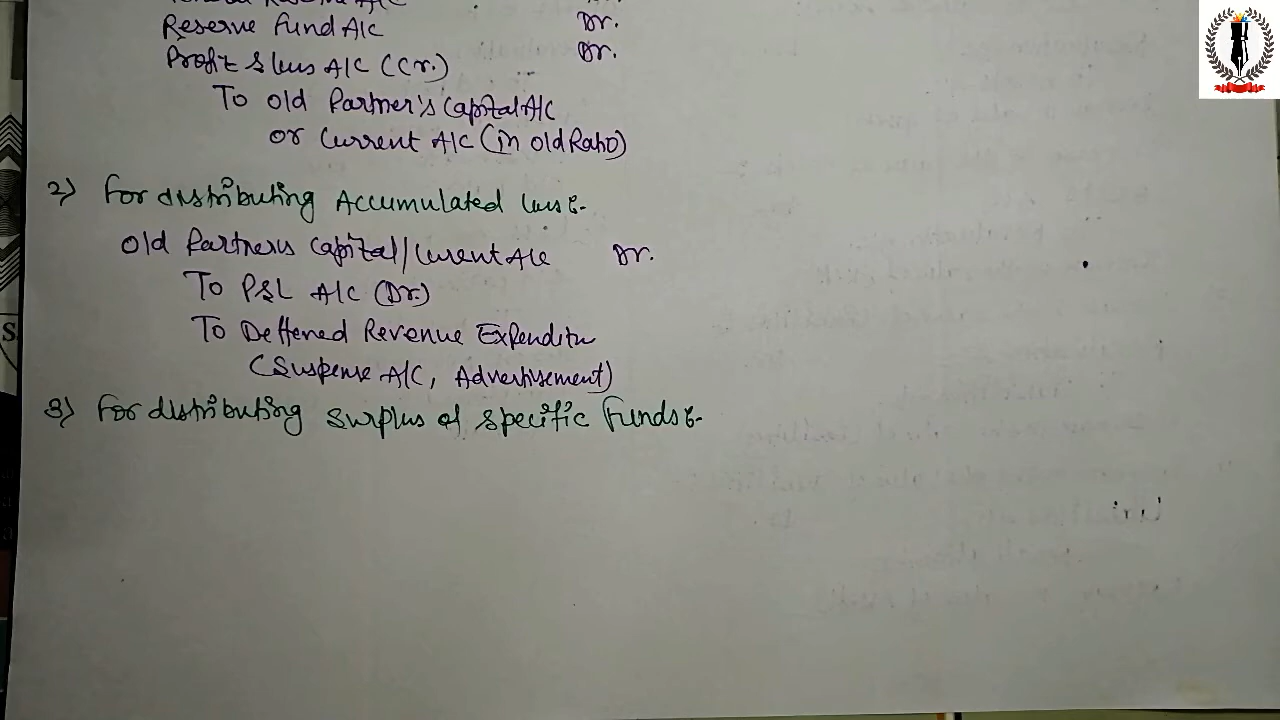 Reserve Fund A/C Dr.
Profit & loss A/C (Cr.) Dr.
To old Partner's Capital A/C
or Current A/C (in old Ratio)
2) For distributing Accumulated loss:-
Old Partners Capital/Current A/c Dr.
To P&L A/C (Dr.)
To Deffered Revenue Expenditu
(Suspense A/C, Advertisement)
3) For distributing surplus of specific Funds:-